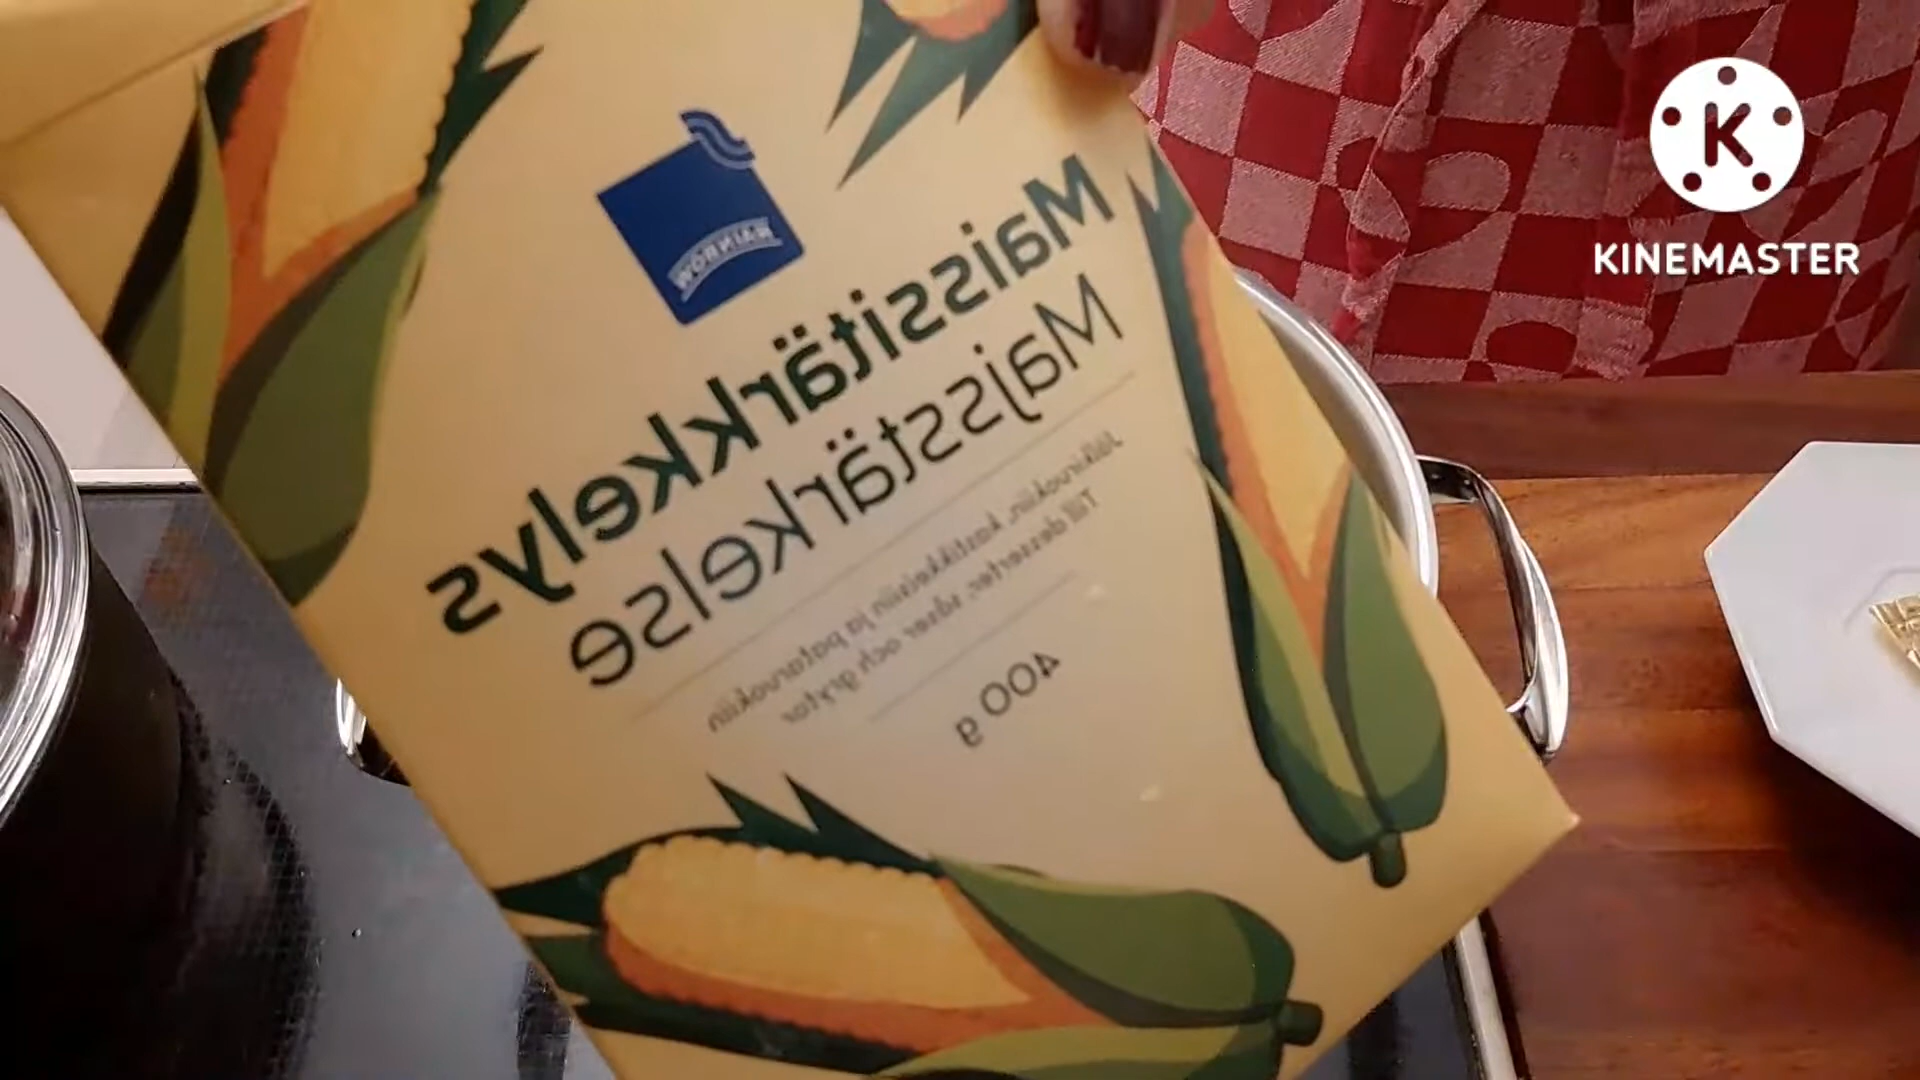 RAINBOW
Maissitärkkelys
Majsstärkelse
Jälkiruokiin, kastikkeisiin ja pataruokiin
Till desserter, såser och grytor
400 g
K
KINEMASTER